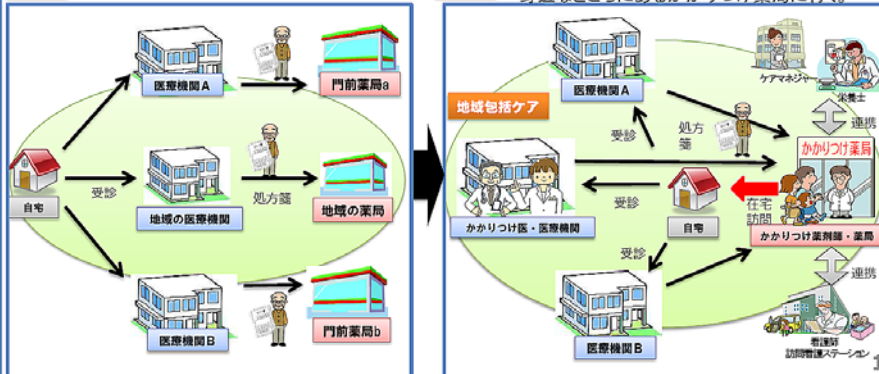 医療機関A
門前薬局a
自宅
受診
地域の医療機関
処方箋
地域の薬局
医療機関B
門前薬局b
医療機関A
ケアマネジャー
栄養士
連携
地域包括ケア
受診
処方
箋
かかりつけ薬局
かかりつけ医・医療機関
受診
自宅
在宅
訪問
かかりつけ薬剤師・薬局
受診
連携
医療機関B
看護師
訪問看護ステーション
1